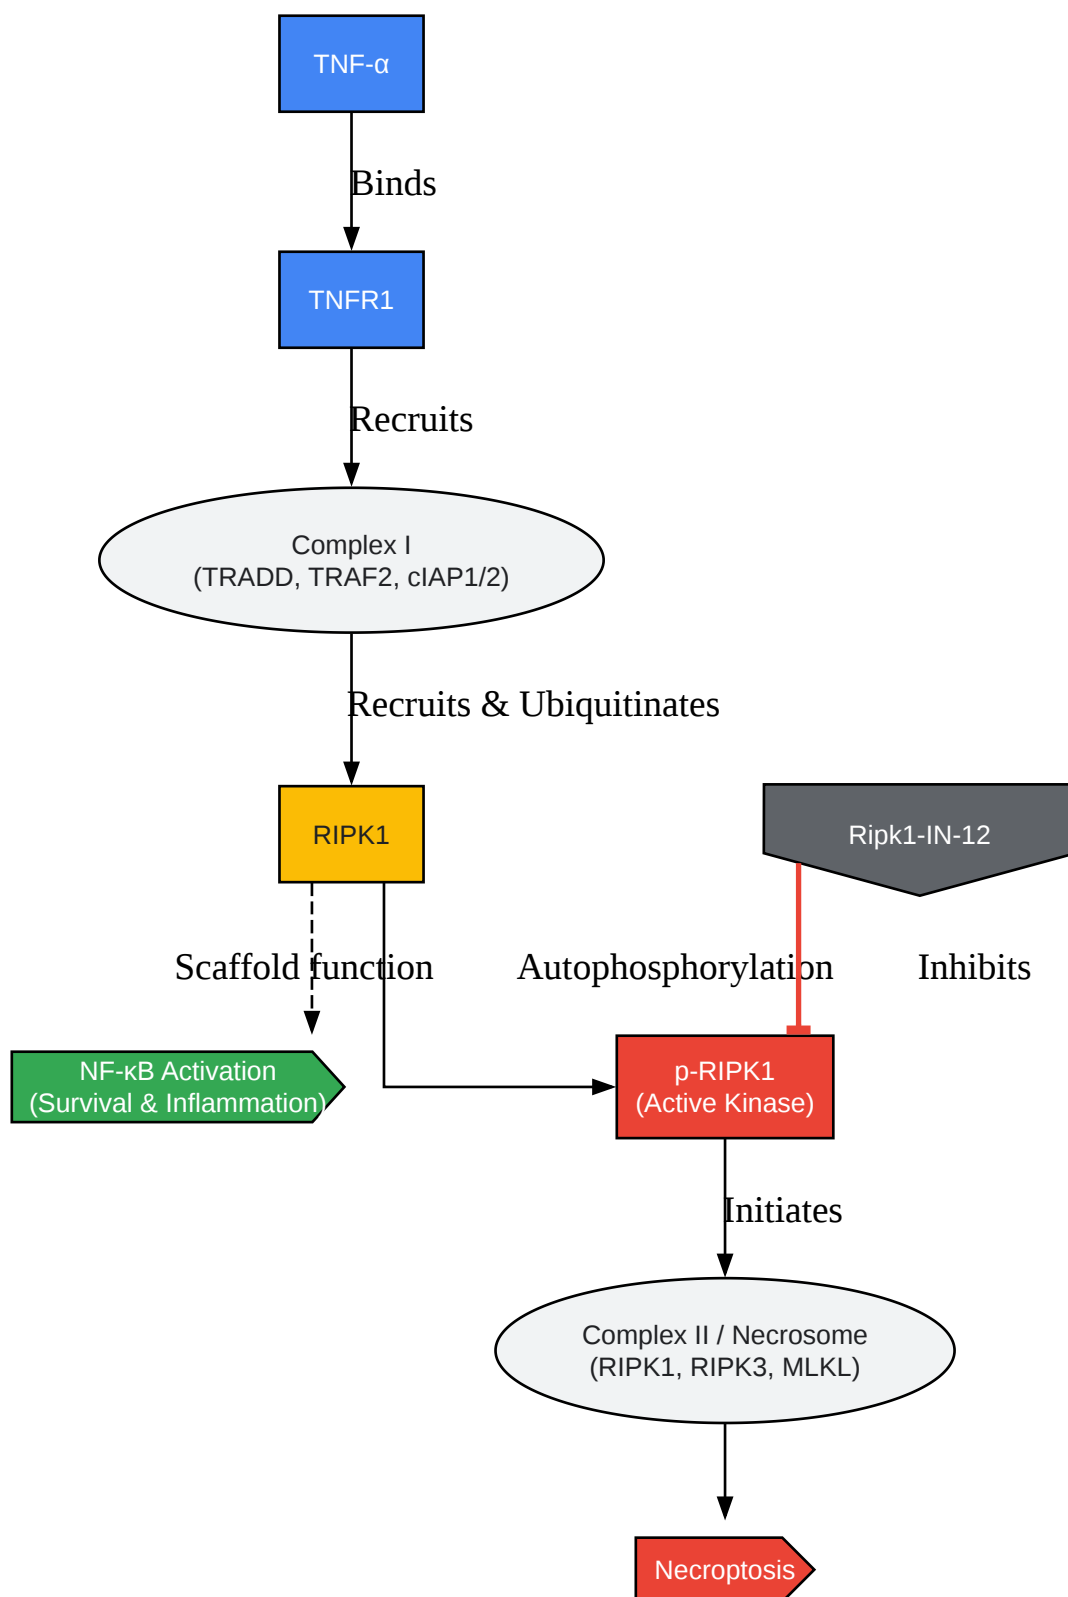 TNF-α
Binds
TNFR1
Recruits
Complex I
(TRADD, TRAF2, cIAP1/2)
Recruits & Ubiquitinates
RIPK1
Ripk1-IN-12
Scaffold function
Autophosphorylation
Inhibits
NF-κB Activation
(Survival & Inflammation)
p-RIPK1
(Active Kinase)
Initiates
Complex II / Necrosome
(RIPK1, RIPK3, MLKL)
Necroptosis